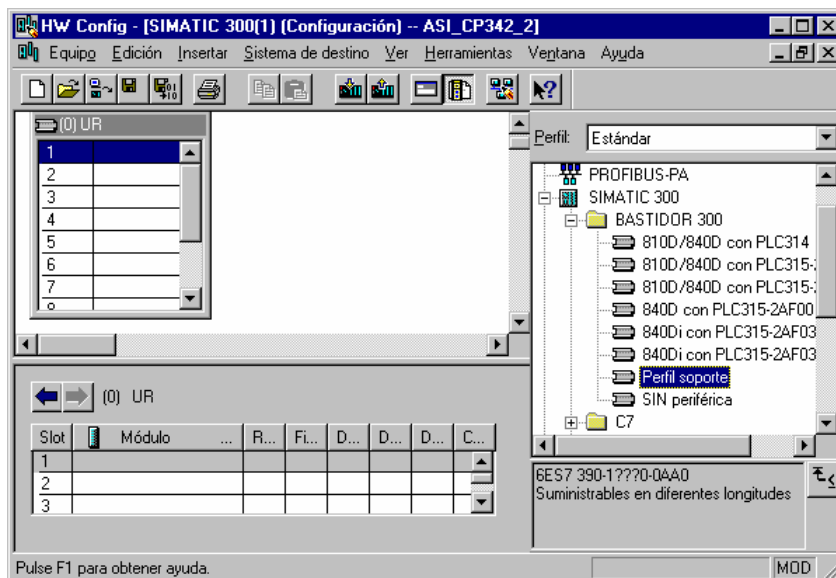 HW Config - [SIMATIC 300(1) (Configuración) -- ASI_CP342_2]
Equipo Edición Insertar Sistema de destino Ver Herramientas Ventana Ayuda
(0) UR
1
2
3
4
5
6
7
Perfil: Estándar
PROFIBUS-PA
SIMATIC 300
BASTIDOR 300
810D/840D con PLC314
810D/840D con PLC315-
810D/840D con PLC315-
840D con PLC315-2AF00
840Di con PLC315-2AF03
840Di con PLC315-2AF03
Perfil soporte
SIN periférica
C7
(0) UR
Slot Módulo ... R... Fi... D... D... D... C...
1
2
3
6ES7 390-1???0-0AA0
Suministrables en diferentes longitudes
Pulse F1 para obtener ayuda.
MOD